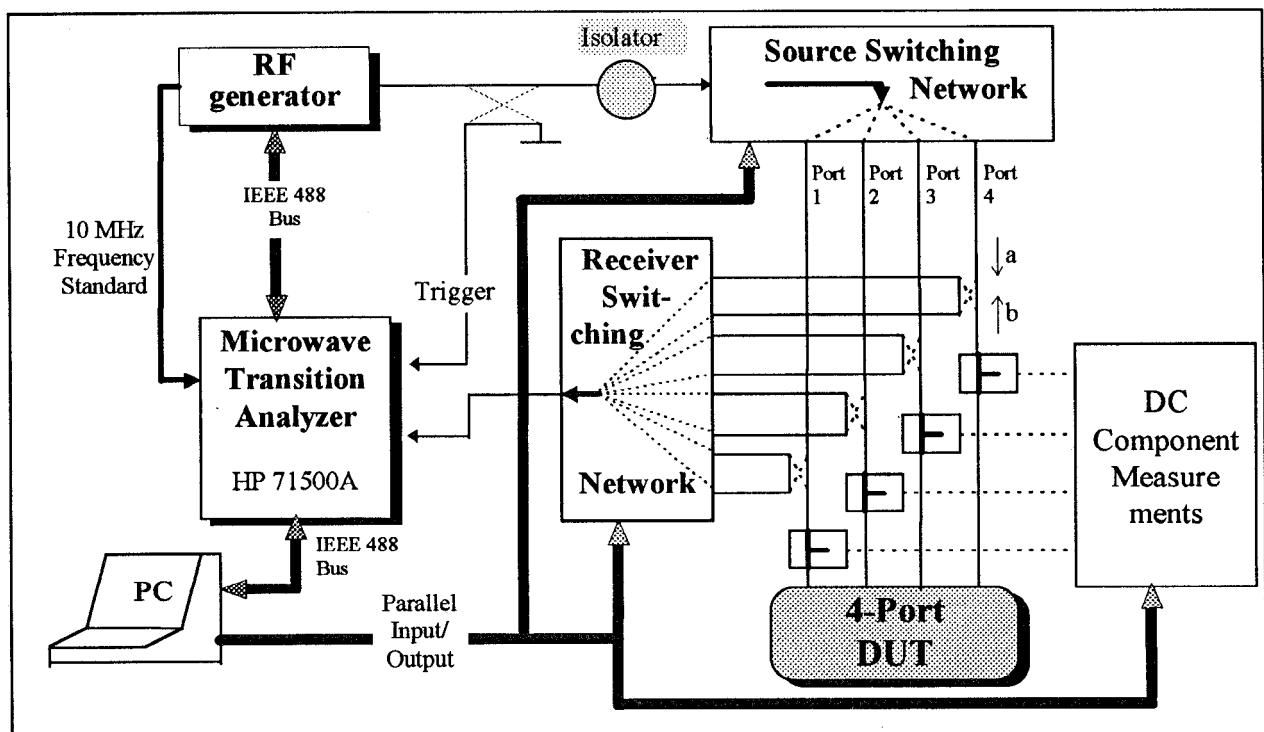 Isolator
RF
generator
Source Switching
Network
IEEE 488
Bus
10 MHz
Frequency
Standard
Port
1
Port
2
Port
3
Port
4
a
b
Trigger
Receiver
Swit-
ching
Network
Microwave
Transition
Analyzer
HP 71500A
DC
Component
Measure
ments
IEEE 488
Bus
PC
Parallel
Input/
Output
4-Port
DUT